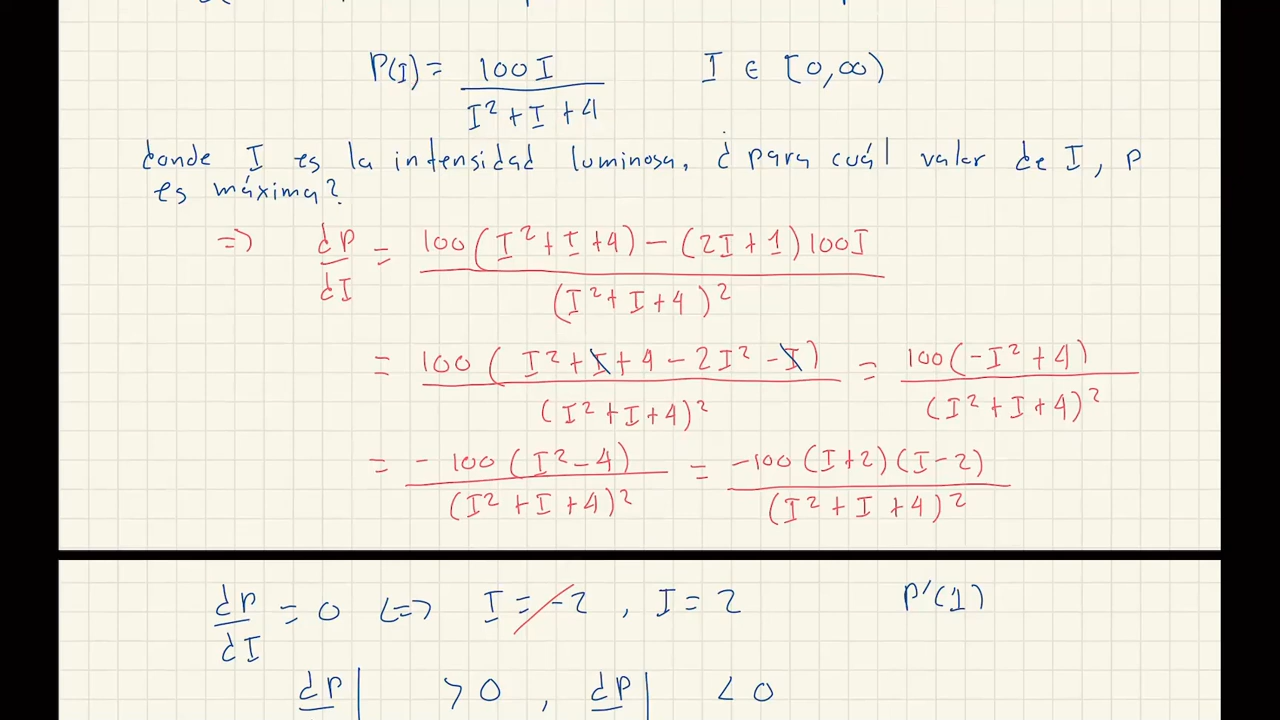 P(I) = 100I / (I² + I + 4)    I ∈ [0, ∞)
donde I es la intensidad luminosa, ¿para cuál valor de I, P
es máxima?
=> dP/dI = (100(I² + I + 4) − (2I + 1)100I) / (I² + I + 4)²
= 100(I² + I + 4 − 2I² − I) / (I² + I + 4)² = 100(−I² + 4) / (I² + I + 4)²
= −100(I² − 4) / (I² + I + 4)² = −100(I + 2)(I − 2) / (I² + I + 4)²
dP/dI = 0 <=> I = −2 , I = 2    P'(1)
dP | > 0 , dP | < 0